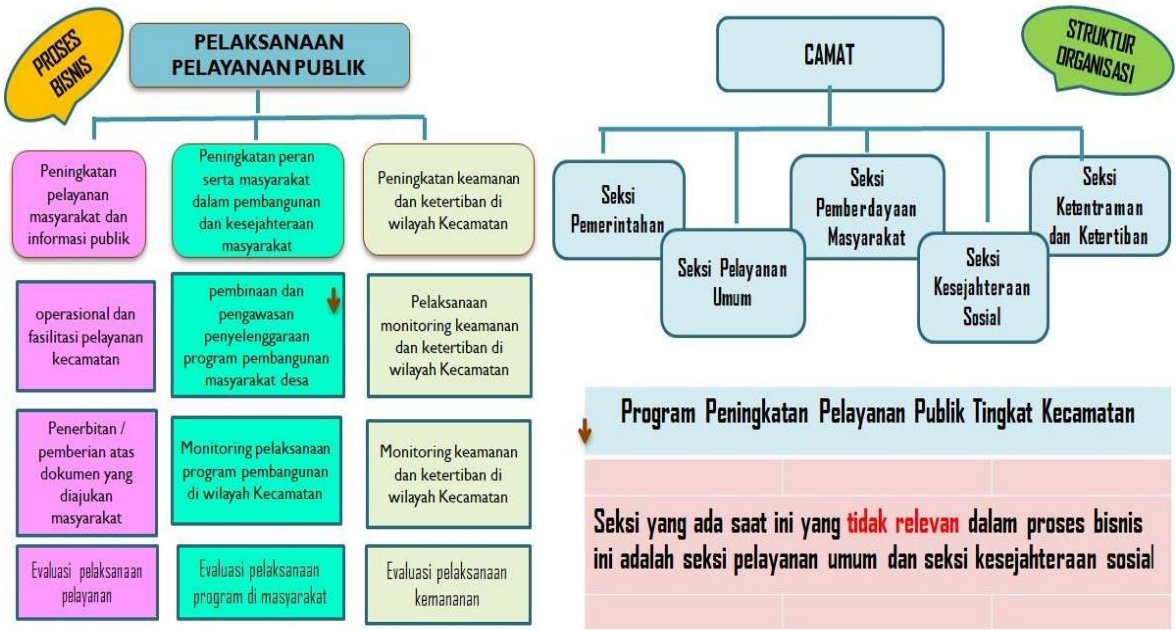 PROSES
BISNIS
PELAKSANAAN
PELAYANAN PUBLIK
Peningkatan
pelayanan
masyarakat dan
informasi publik
operasional dan
fasilitasi pelayanan
kecamatan
Penerbitan /
pemberian atas
dokumen yang
diajukan
masyarakat
Evaluasi pelaksanaan
pelayanan
Peningkatan peran
serta masyarakat
dalam pembangunan
dan kesejahteraan
masyarakat
pembinaan dan
pengawasan
penyelenggaraan
program pembangunan
masyarakat desa
Monitoring pelaksanaan
program pembangunan
di wilayah Kecamatan
Evaluasi pelaksanaan
program di masyarakat
Peningkatan keamanan
dan ketertiban di
wilayah Kecamatan
Pelaksanaan
monitoring keamanan
dan ketertiban di
wilayah Kecamatan
Monitoring keamanan
dan ketertiban di
wilayah Kecamatan
Evaluasi pelaksanaan
kemananan
STRUKTUR
ORGANISASI
CAMAT
Seksi
Pemerintahan
Seksi Pelayanan
Umum
Seksi
Pemberdayaan
Masyarakat
Seksi
Kesejahteraan
Sosial
Seksi
Ketentraman
dan Ketertiban
Program Peningkatan Pelayanan Publik Tingkat Kecamatan
Seksi yang ada saat ini yang tidak relevan dalam proses bisnis
ini adalah seksi pelayanan umum dan seksi kesejahteraan sosial